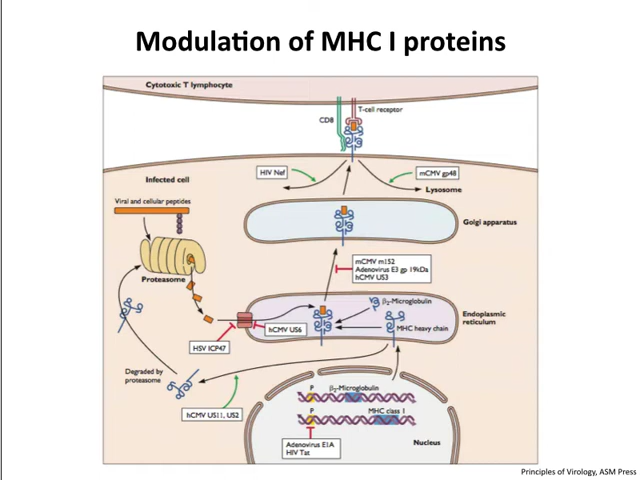 Modulation of MHC I proteins
Cytotoxic T lymphocyte
T-cell receptor
CD8
HIV Nef
mCMV gp48
Infected cell
Lysosome
Viral and cellular peptides
Golgi apparatus
Proteasome
mCMV m152
Adenovirus E3 gp 19kDa
hCMV US3
β2-Microglobulin
Endoplasmic
reticulum
hCMV US6
MHC heavy chain
HSV ICP47
Degraded by
proteasome
hCMV US11, US2
P
β2-Microglobulin
P
MHC class I
Adenovirus E1A
HIV Tat
Nucleus
Principles of Virology, ASM Press